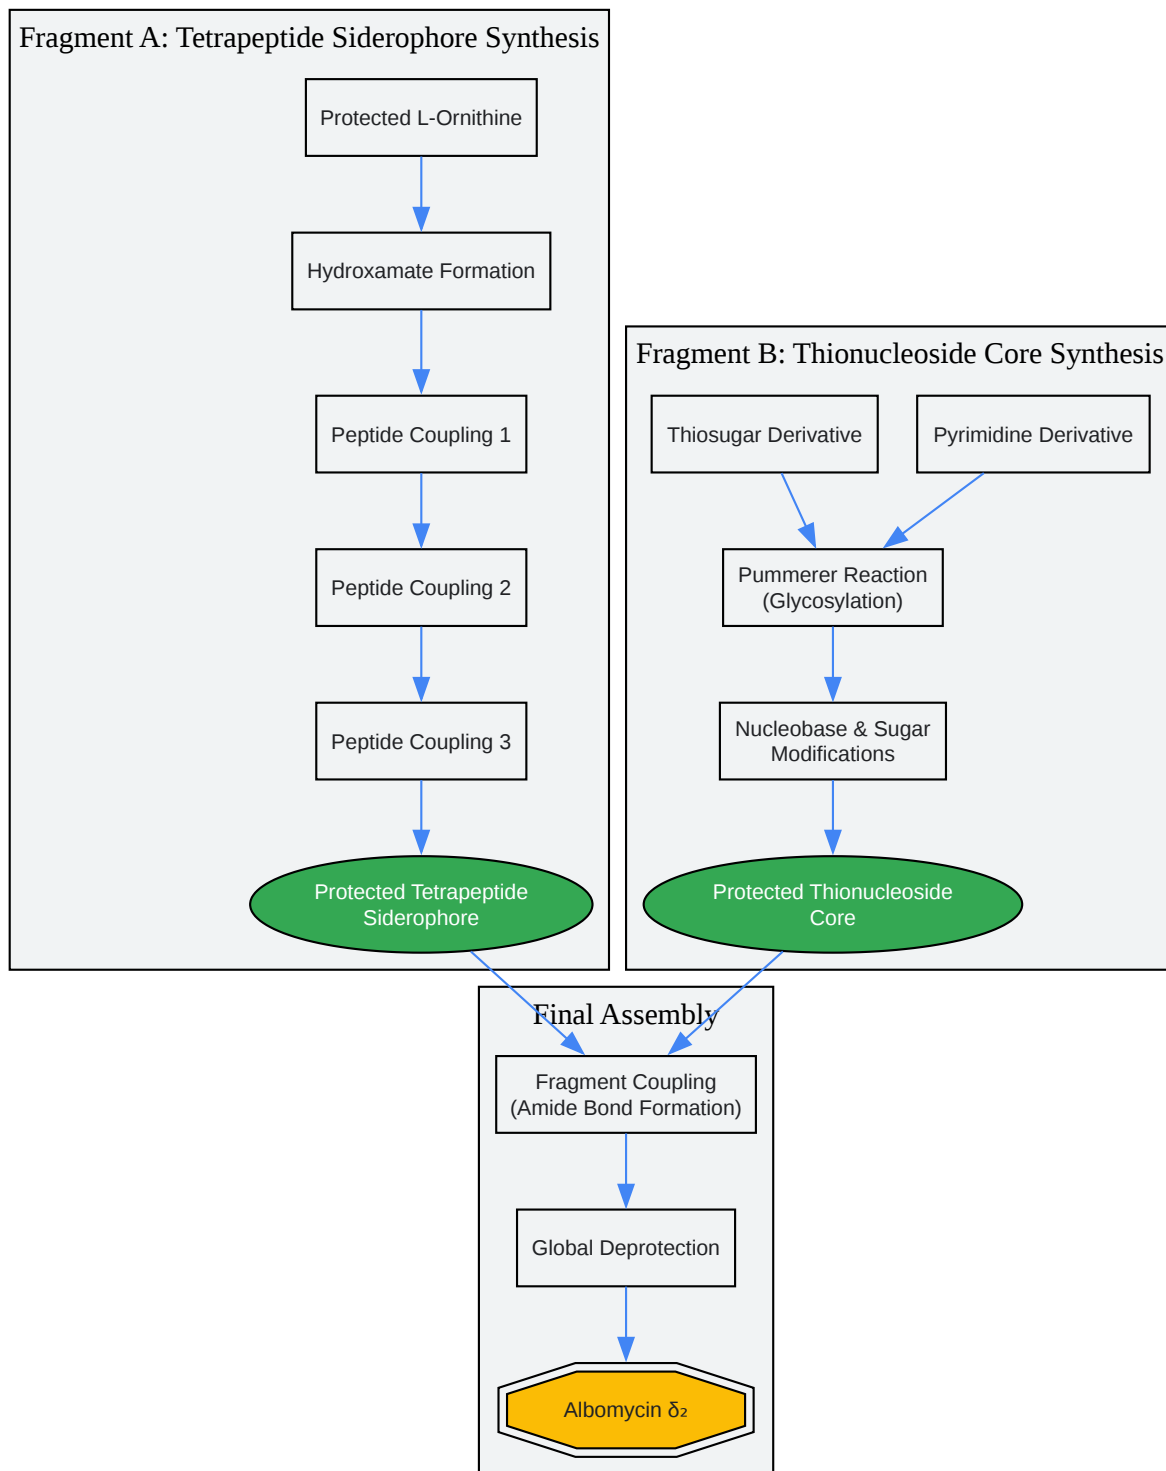 Fragment A: Tetrapeptide Siderophore Synthesis
Protected L-Ornithine
Hydroxamate Formation
Peptide Coupling 1
Peptide Coupling 2
Peptide Coupling 3
Protected Tetrapeptide
Siderophore
Fragment B: Thionucleoside Core Synthesis
Thiosugar Derivative
Pyrimidine Derivative
Pummerer Reaction
(Glycosylation)
Nucleobase & Sugar
Modifications
Protected Thionucleoside
Core
Final Assembly
Fragment Coupling
(Amide Bond Formation)
Global Deprotection
Albomycin δ₂